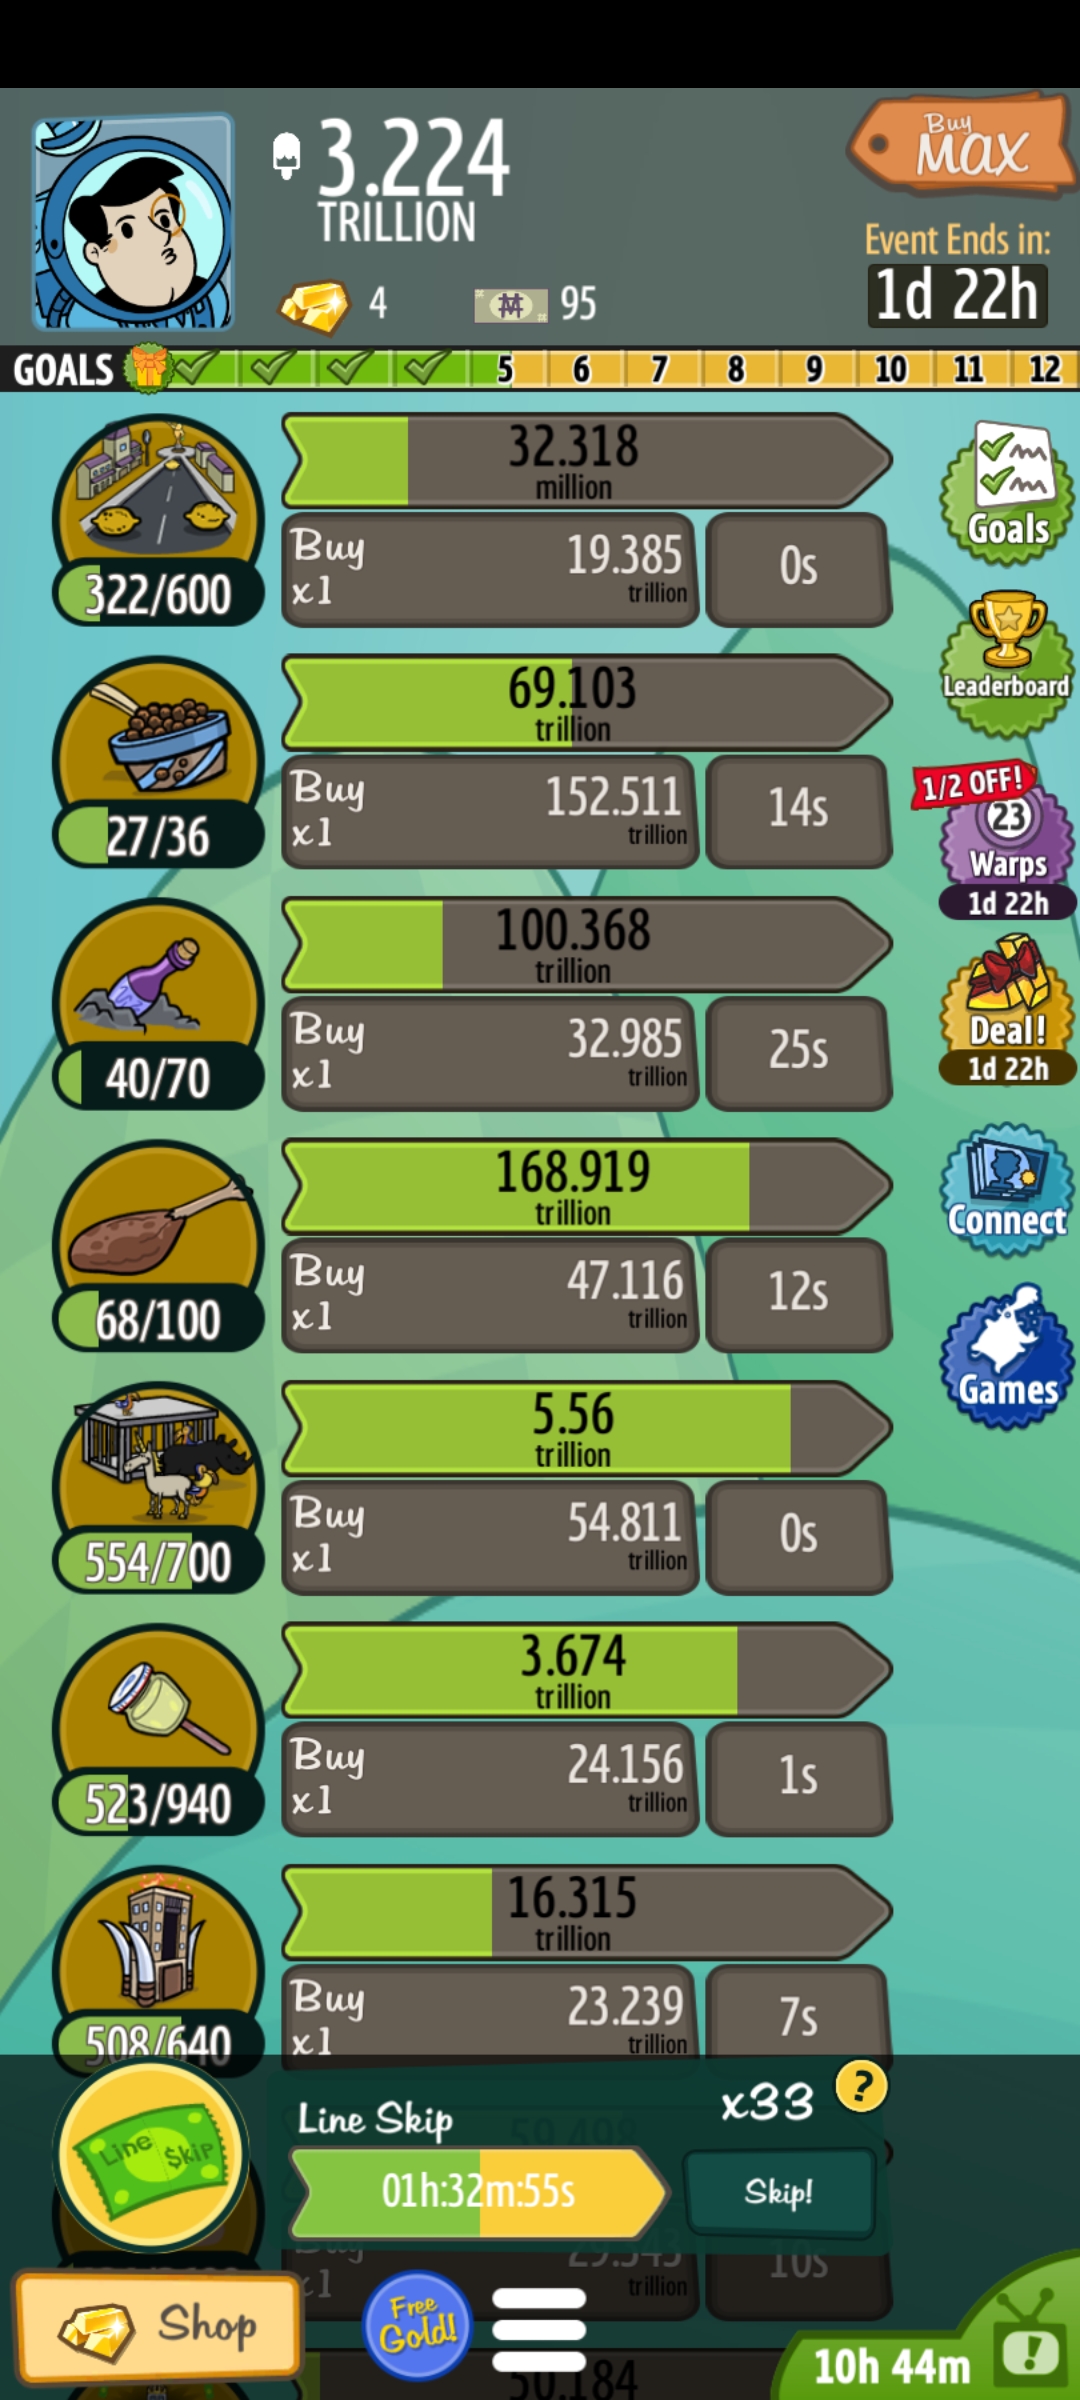 3.224
TRILLION
Buy
MAX
Event Ends in:
1d 22h
4
95
GOALS 5 6 7 8 9 10 11 12
32.318
million
322/600
Buy
x1
19.385
trillion
0s
Goals
69.103
trillion
27/36
Buy
x1
152.511
trillion
14s
Leaderboard
1/2 OFF!
23
Warps
1d 22h
100.368
trillion
40/70
Buy
x1
32.985
trillion
25s
Deal!
1d 22h
168.919
trillion
68/100
Buy
x1
47.116
trillion
12s
Connect
5.56
trillion
554/700
Buy
x1
54.811
trillion
0s
Games
3.674
trillion
523/940
Buy
x1
24.156
trillion
1s
16.315
trillion
508/640
Buy
x1
23.239
trillion
7s
Line Skip
x33
?
Line $kip
01h:32m:55s
Skip!
59.498
Buy
x1
29.543
trillion
10s
Shop
Free
Gold!
10h 44m
!
50.184